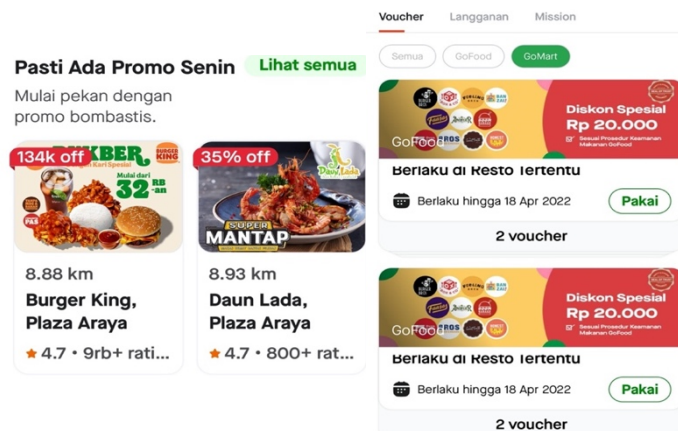 Pasti Ada Promo Senin
Lihat semua
Mulai pekan dengan
promo bombastis.
134k off
BURGER KING
Mulai dari
32 RB -an
8.88 km
Burger King,
Plaza Araya
4.7 • 9rb+ rati...
35% off
Daun Lada
SUPER
MANTAP
8.93 km
Daun Lada,
Plaza Araya
4.7 • 800+ rat...
Voucher
Langganan
Mission
Semua
GoFood
GoMart
Diskon Spesial
Rp 20.000
Sesuai Prosedur Keamanan
Makanan GoFood
GoFood
Berlaku di Resto Tertentu
Berlaku hingga 18 Apr 2022
Pakai
2 voucher
Diskon Spesial
Rp 20.000
Sesuai Prosedur Keamanan
Makanan GoFood
GoFood
Berlaku di Resto Tertentu
Berlaku hingga 18 Apr 2022
Pakai
2 voucher